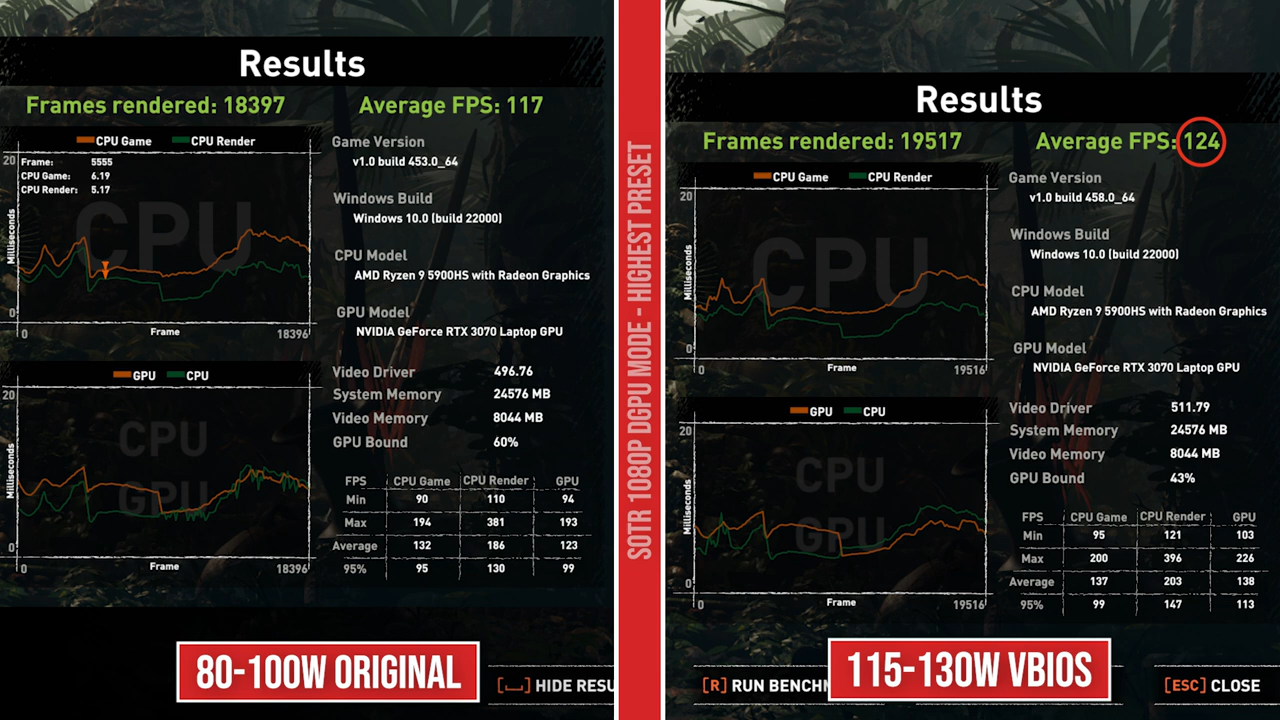 Results
Frames rendered: 18397 Average FPS: 117
CPU Game CPU Render
20
Frame: 5555
CPU Game: 6.19
CPU Render: 5.17
CPU
Milliseconds
0
0 Frame 18396
GPU CPU
20
CPU
GPU
Milliseconds
0
0 Frame 18396
Game Version
v1.0 build 453.0_64
Windows Build
Windows 10.0 (build 22000)
CPU Model
AMD Ryzen 9 5900HS with Radeon Graphics
GPU Model
NVIDIA GeForce RTX 3070 Laptop GPU
Video Driver 496.76
System Memory 24576 MB
Video Memory 8044 MB
GPU Bound 60%
FPS CPU Game CPU Render GPU
Min 90 110 94
Max 194 381 193
Average 132 186 123
95% 95 130 99
80-100W ORIGINAL
[⎵] HIDE RESU
SOTR 1080P DGPU MODE - HIGHEST PRESET
Results
Frames rendered: 19517 Average FPS: 124
CPU Game CPU Render
20
CPU
Milliseconds
0
0 Frame 19516
GPU CPU
20
CPU
GPU
Milliseconds
0
0 Frame 19516
Game Version
v1.0 build 458.0_64
Windows Build
Windows 10.0 (build 22000)
CPU Model
AMD Ryzen 9 5900HS with Radeon Graphics
GPU Model
NVIDIA GeForce RTX 3070 Laptop GPU
Video Driver 511.79
System Memory 24576 MB
Video Memory 8044 MB
GPU Bound 43%
FPS CPU Game CPU Render GPU
Min 95 121 103
Max 200 396 226
Average 137 203 138
95% 99 147 113
[R] RUN BENCHM
115-130W VBIOS
[ESC] CLOSE